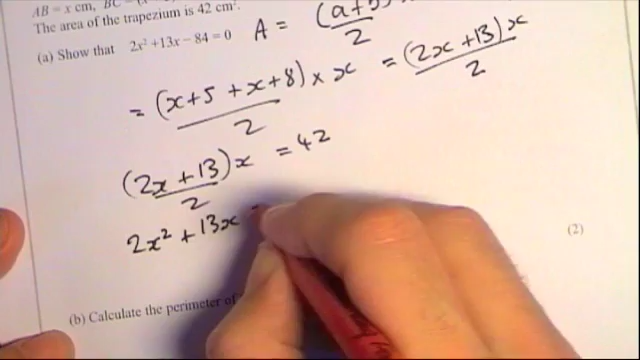 AB = x cm, BC =
The area of the trapezium is 42 cm².
(a) Show that 2x² + 13x – 84 = 0
A = (a+b)
2
= (x+5 + x+8) × x = (2x+13)x
2 2
(2x + 13)x = 42
2
2x² + 13x
(2)
(b) Calculate the perimeter of